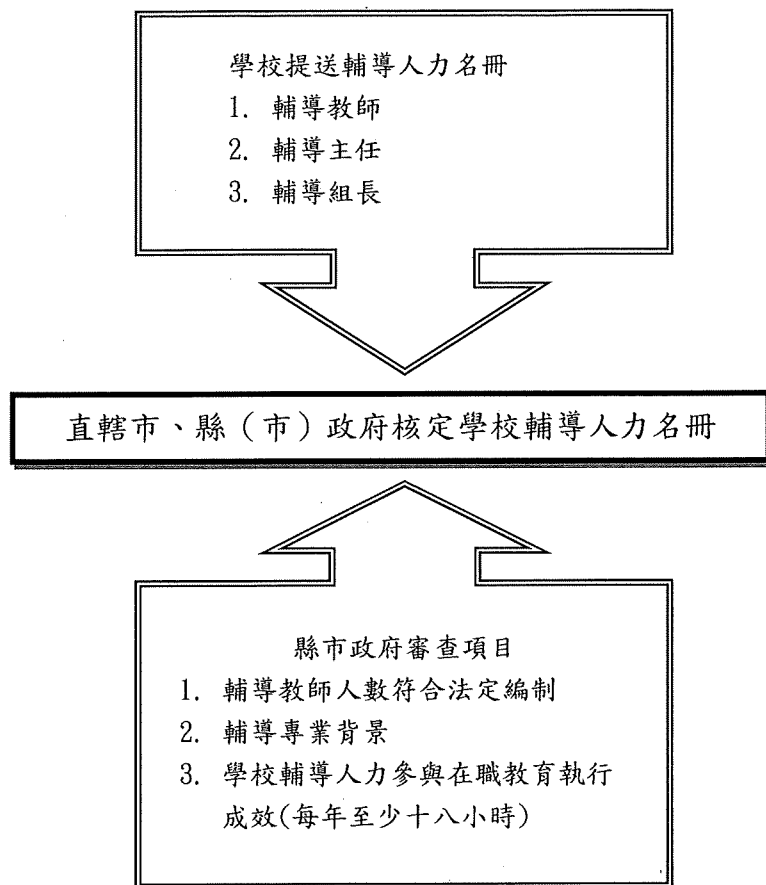 學校提送輔導人力名冊
1. 輔導教師
2. 輔導主任
3. 輔導組長
直轄市、縣（市）政府核定學校輔導人力名冊
縣市政府審查項目
1. 輔導教師人數符合法定編制
2. 輔導專業背景
3. 學校輔導人力參與在職教育執行
成效(每年至少十八小時)